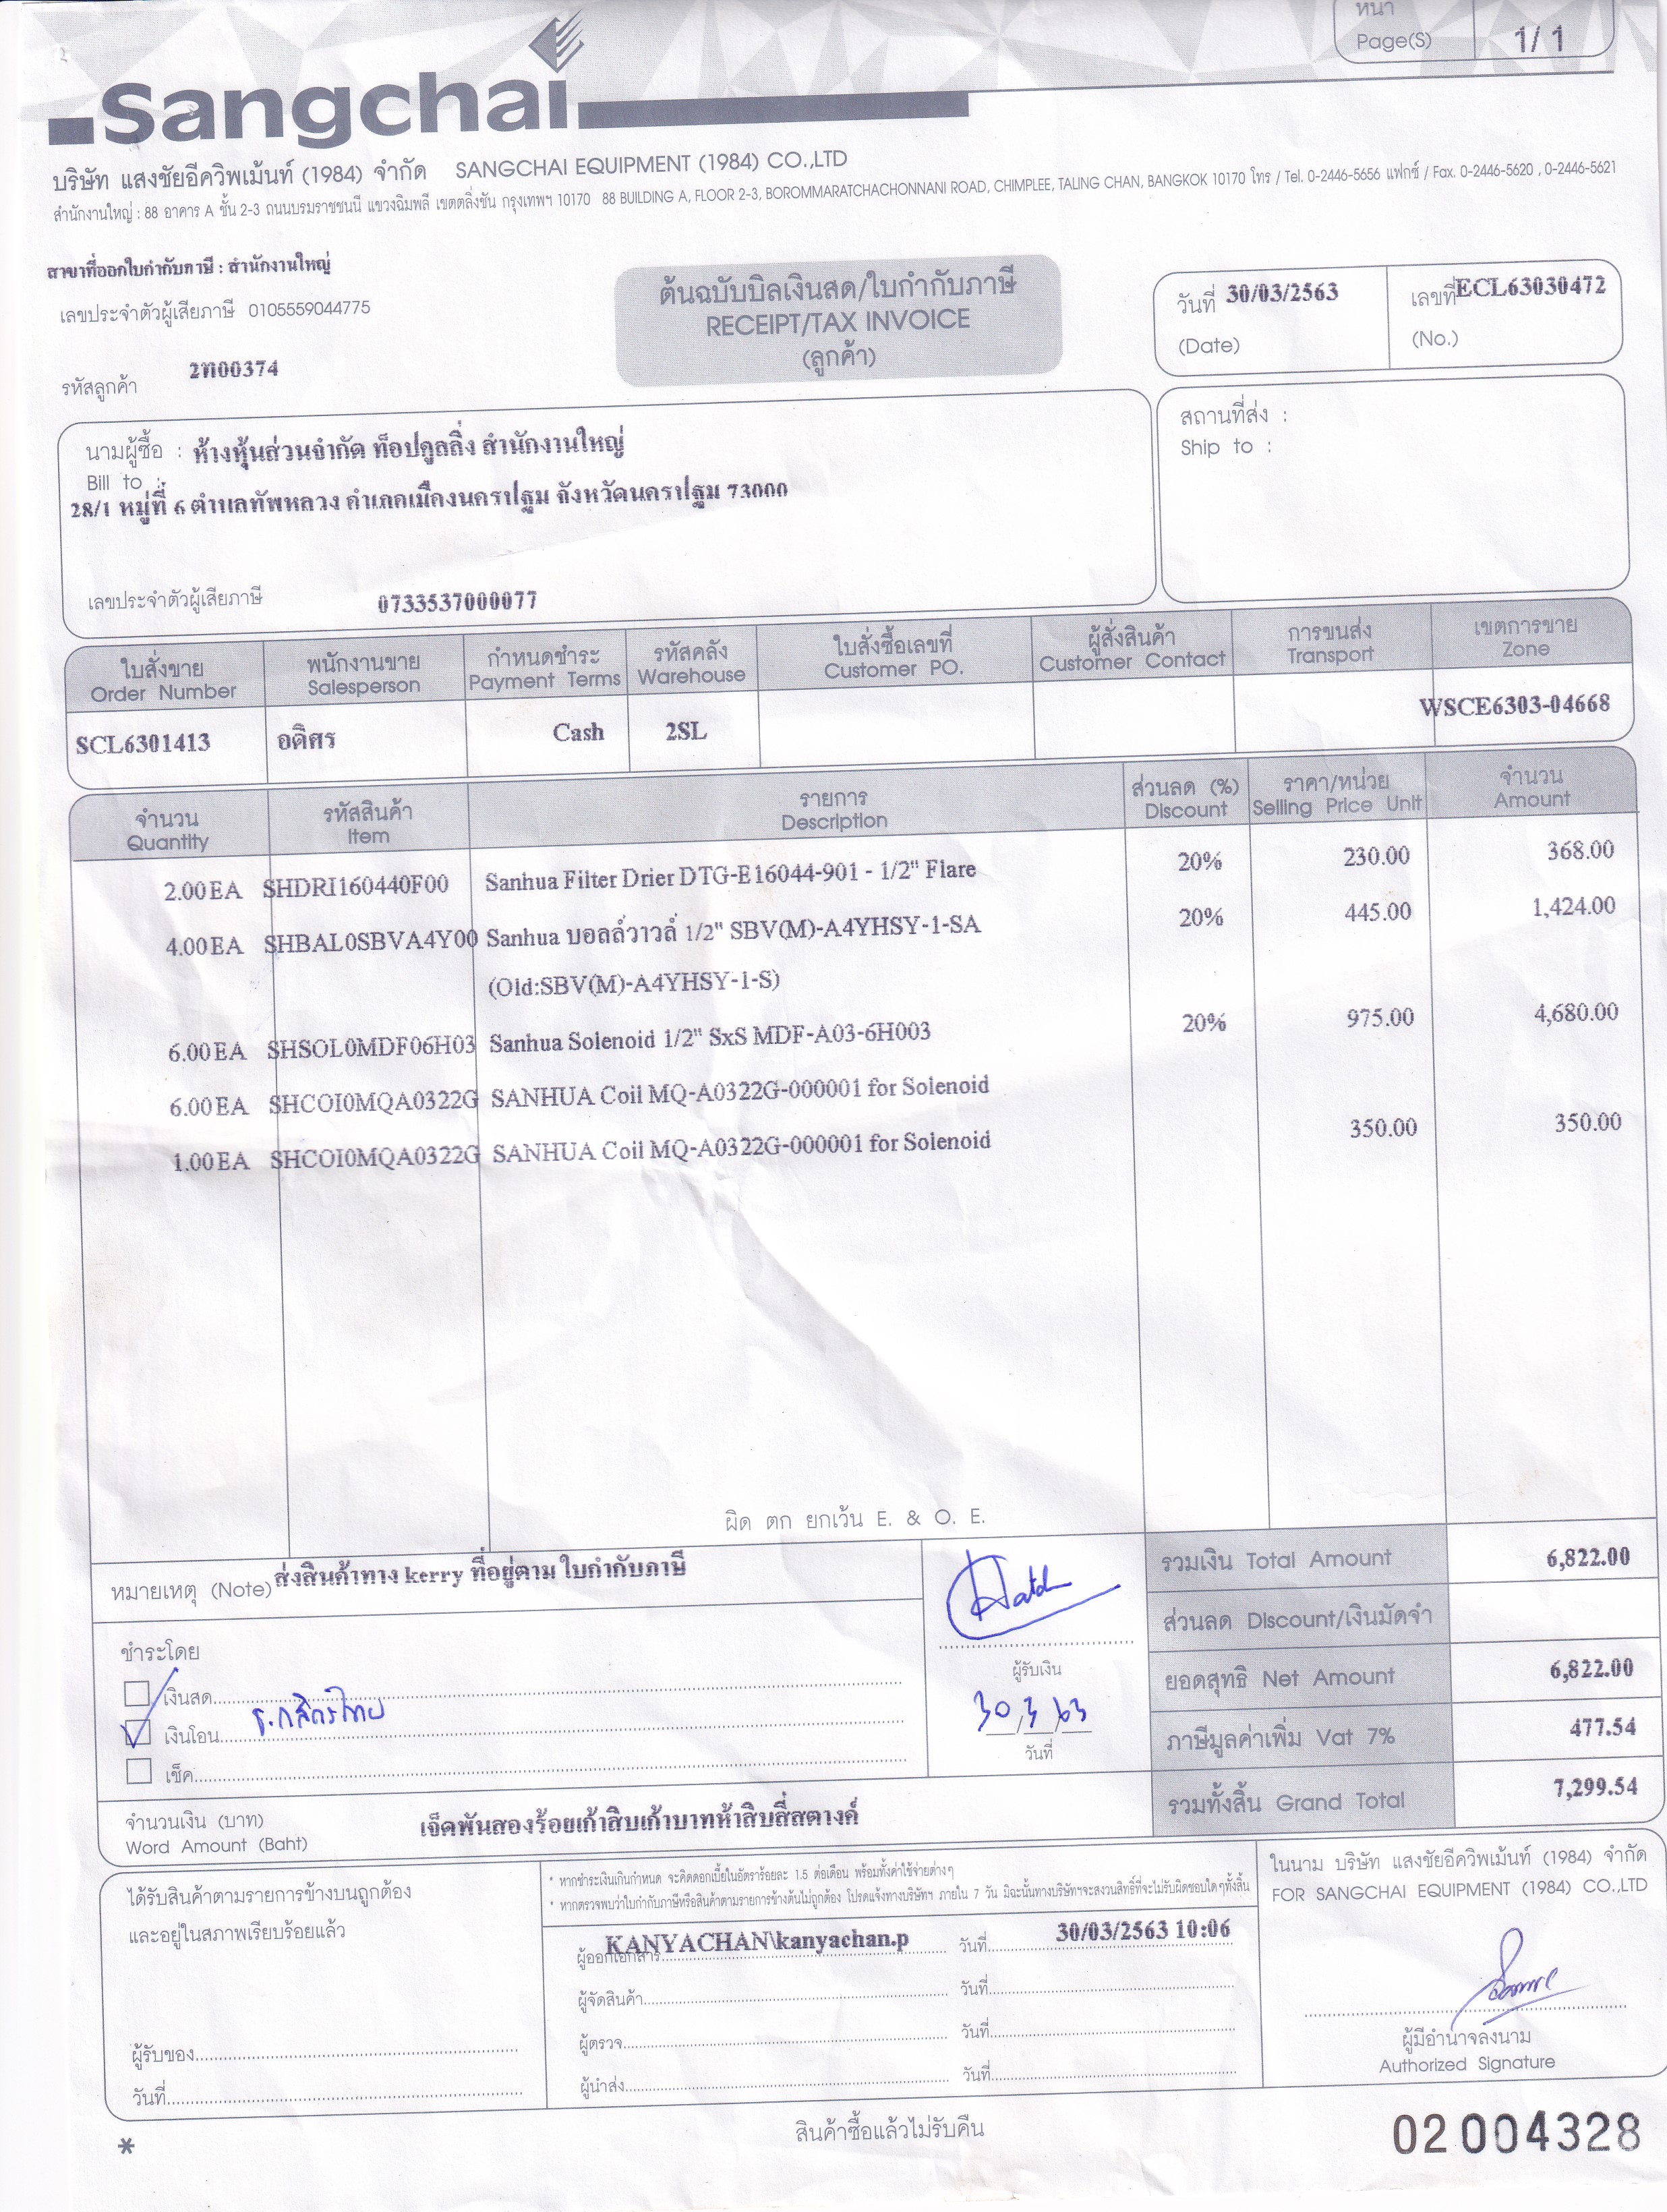 หน้า
Page(S) 1/ 1
sangchai
บริษัท แสงชัยอีควิพเม้นท์ (1984) จำกัด SANGCHAI EQUIPMENT (1984) CO.,LTD
สำนักงานใหญ่ : 88 อาคาร A ชั้น 2-3 ถนนบรมราชชนนี แขวงฉิมพลี เขตตลิ่งชัน กรุงเทพฯ 10170 88 BUILDING A, FLOOR 2-3, BOROMMARATCHACHONNANI ROAD, CHIMPLEE, TALING CHAN, BANGKOK 10170 โทร / Tel. 0-2446-5656 แฟกซ์ / Fax. 0-2446-5620 , 0-2446-5621
สาขาที่ออกใบกำกับภาษี : สำนักงานใหญ่
เลขประจำตัวผู้เสียภาษี 0105559044775
รหัสลูกค้า 2ท00374
ต้นฉบับบิลเงินสด/ใบกำกับภาษี
RECEIPT/TAX INVOICE
(ลูกค้า)
วันที่ 30/03/2563 เลขที่ ECL63030472
(Date) (No.)
นามผู้ซื้อ : ห้างหุ้นส่วนจำกัด ท็อปคูลลิ่ง สำนักงานใหญ่
Bill to :
28/1 หมู่ที่ 6 ตำบลทัพหลวง อำเภอเมืองนครปฐม จังหวัดนครปฐม 73000
เลขประจำตัวผู้เสียภาษี 0733537000077
สถานที่ส่ง :
Ship to :
ใบสั่งขาย พนักงานขาย กำหนดชำระ รหัสคลัง ใบสั่งซื้อเลขที่ ผู้สั่งสินค้า การขนส่ง เขตการขาย
Order Number Salesperson Payment Terms Warehouse Customer PO. Customer Contact Transport Zone
SCL6301413 อดิศร Cash 2SL WSCE6303-04668
จำนวน รหัสสินค้า รายการ ส่วนลด (%) ราคา/หน่วย จำนวน
Quantity Item Description Discount Selling Price Unit Amount
2.00EA SHDRI160440F00 Sanhua Filter Drier DTG-E16044-901 - 1/2" Flare 20% 230.00 368.00
4.00EA SHBAL0SBVA4Y00 Sanhua บอลล์วาวล์ 1/2" SBV(M)-A4YHSY-1-SA 20% 445.00 1,424.00
(Old:SBV(M)-A4YHSY-1-S)
6.00EA SHSOL0MDF06H03 Sanhua Solenoid 1/2" SxS MDF-A03-6H003 20% 975.00 4,680.00
6.00EA SHCOI0MQA0322G SANHUA Coil MQ-A0322G-000001 for Solenoid
1.00EA SHCOI0MQA0322G SANHUA Coil MQ-A0322G-000001 for Solenoid 350.00 350.00
ผิด ตก ยกเว้น E. & O. E.
หมายเหตุ (Note) ส่งสินค้าทาง kerry ที่อยู่ตาม ใบกำกับภาษี
ชำระโดย
เงินสด
เงินโอน ธ.กสิกรไทย
เช็ค
ผู้รับเงิน
30/3/63
วันที่
รวมเงิน Total Amount 6,822.00
ส่วนลด Discount/เงินมัดจำ
ยอดสุทธิ Net Amount 6,822.00
ภาษีมูลค่าเพิ่ม Vat 7% 477.54
รวมทั้งสิ้น Grand Total 7,299.54
จำนวนเงิน (บาท)
Word Amount (Baht) เจ็ดพันสองร้อยเก้าสิบเก้าบาทห้าสิบสี่สตางค์
ได้รับสินค้าตามรายการข้างบนถูกต้อง
และอยู่ในสภาพเรียบร้อยแล้ว
ผู้รับของ
วันที่
* หากชำระเงินเกินกำหนด จะคิดดอกเบี้ยในอัตราร้อยละ 1.5 ต่อเดือน พร้อมทั้งค่าใช้จ่ายต่างๆ
* หากตรวจพบว่าใบกำกับภาษีหรือสินค้าตามรายการข้างต้นไม่ถูกต้อง โปรดแจ้งทางบริษัทฯ ภายใน 7 วัน มิฉะนั้นทางบริษัทฯจะสงวนสิทธิ์ที่จะไม่รับผิดชอบใดๆทั้งสิ้น
ผู้ออกเอกสาร KANYACHAN\kanyachan.p วันที่ 30/03/2563 10:06
ผู้จัดสินค้า วันที่
ผู้ตรวจ วันที่
ผู้นำส่ง วันที่
ในนาม บริษัท แสงชัยอีควิพเม้นท์ (1984) จำกัด
FOR SANGCHAI EQUIPMENT (1984) CO.,LTD
ผู้มีอำนาจลงนาม
Authorized Signature
* สินค้าซื้อแล้วไม่รับคืน
02 004328